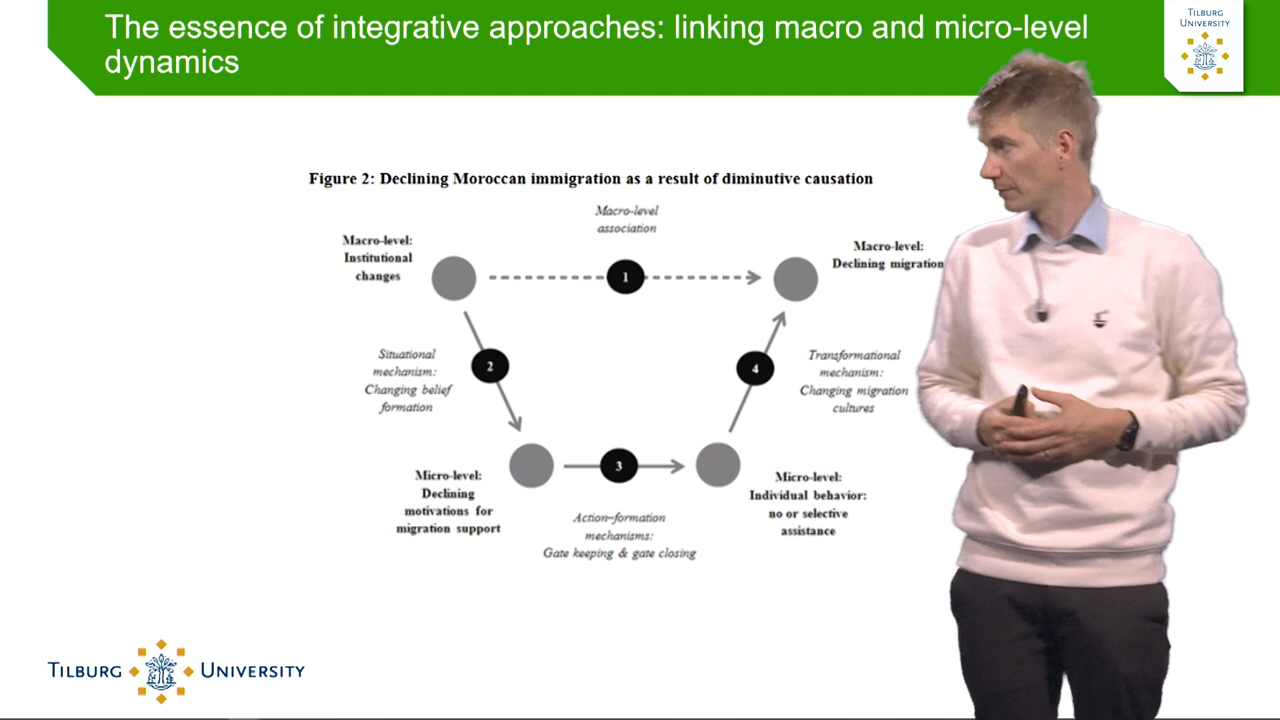 The essence of integrative approaches: linking macro and micro-level
dynamics
TILBURG
UNIVERSITY
Figure 2: Declining Moroccan immigration as a result of diminutive causation
Macro-level
association
Macro-level:
Institutional
changes
Macro-level:
Declining migration
1
Situational
mechanism:
Changing belief
formation
2
4
Transformational
mechanism:
Changing migration
cultures
3
Micro-level:
Declining
motivations for
migration support
Micro-level:
Individual behavior:
no or selective
assistance
Action–formation
mechanisms:
Gate keeping & gate closing
TILBURG UNIVERSITY